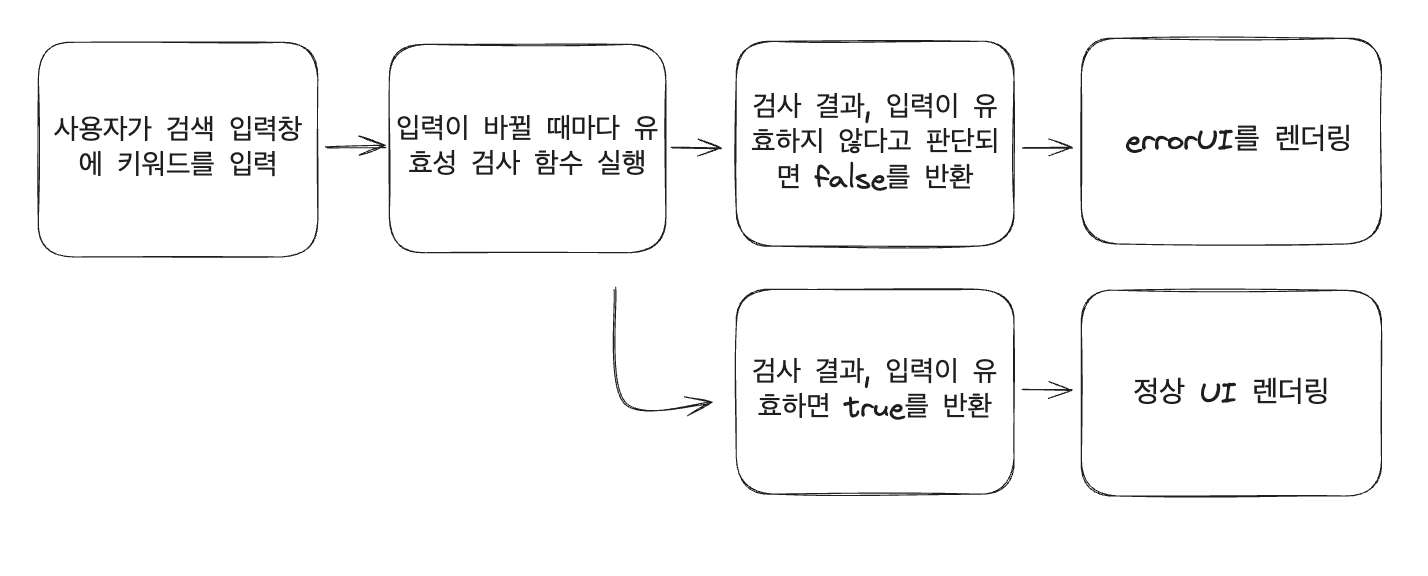 사용자가 검색 입력창
에 키워드를 입력
입력이 바뀔 때마다 유
효성 검사 함수 실행
검사 결과, 입력이 유
효하지 않다고 판단되
면 false를 반환
errorUI를 렌더링
검사 결과, 입력이 유
효하면 true를 반환
정상 UI 렌더링